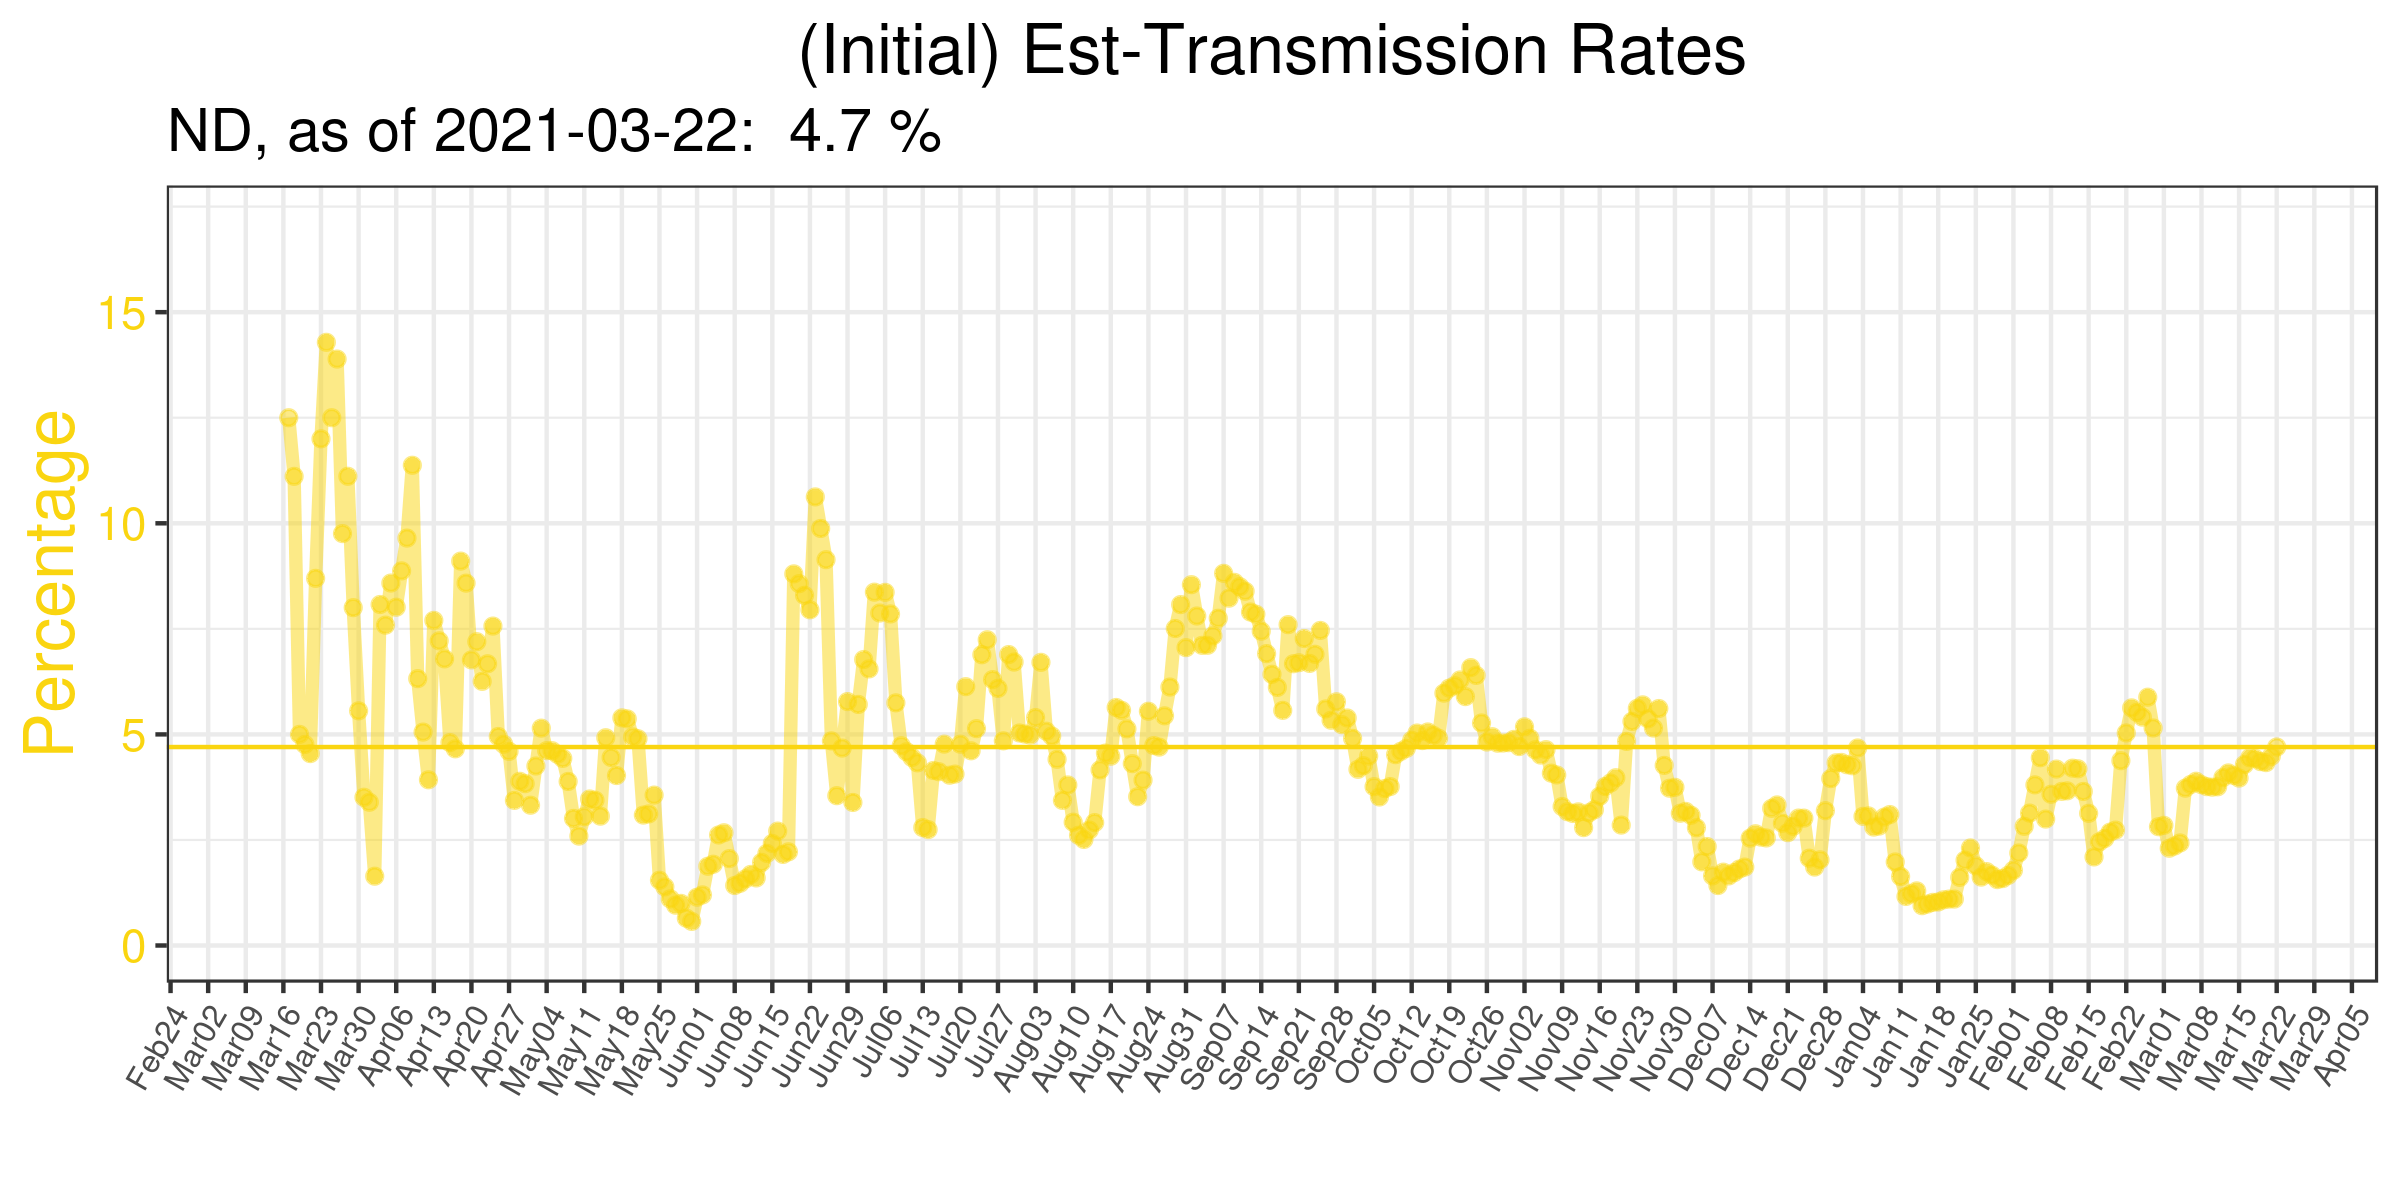 (Initial) Est-Transmission Rates
ND, as of 2021-03-22:  4.7 %
Percentage
15
10
5
0
Feb24 Mar02 Mar09 Mar16 Mar23 Mar30 Apr06 Apr13 Apr20 Apr27 May04 May11 May18 May25 Jun01 Jun08 Jun15 Jun22 Jun29 Jul06 Jul13 Jul20 Jul27 Aug03 Aug10 Aug17 Aug24 Aug31 Sep07 Sep14 Sep21 Sep28 Oct05 Oct12 Oct19 Oct26 Nov02 Nov09 Nov16 Nov23 Nov30 Dec07 Dec14 Dec21 Dec28 Jan04 Jan11 Jan18 Jan25 Feb01 Feb08 Feb15 Feb22 Mar01 Mar08 Mar15 Mar22 Mar29 Apr05